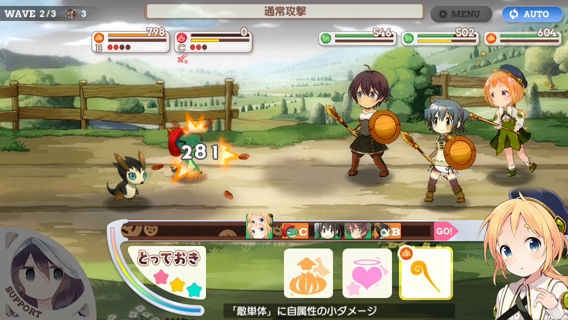 WAVE 2/3 3
通常攻撃
MENU
AUTO
798
B
0
C
546
502
604
281
C
B
GO!
とっておき
SUPPORT
「敵単体」に自属性の小ダメージ